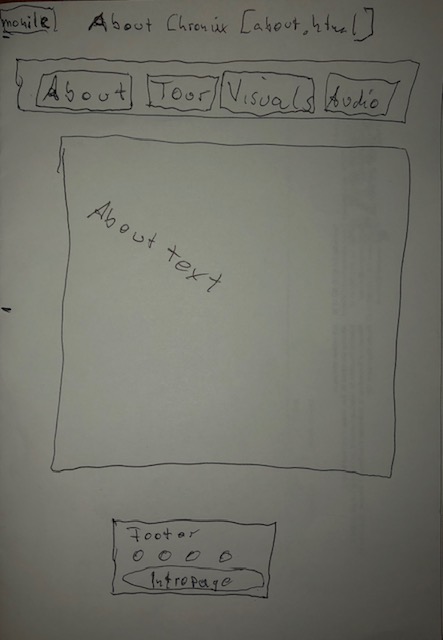 mobile About Chronix [about.html]
About Tour Visuals Audio
About text
Footer
Intropage